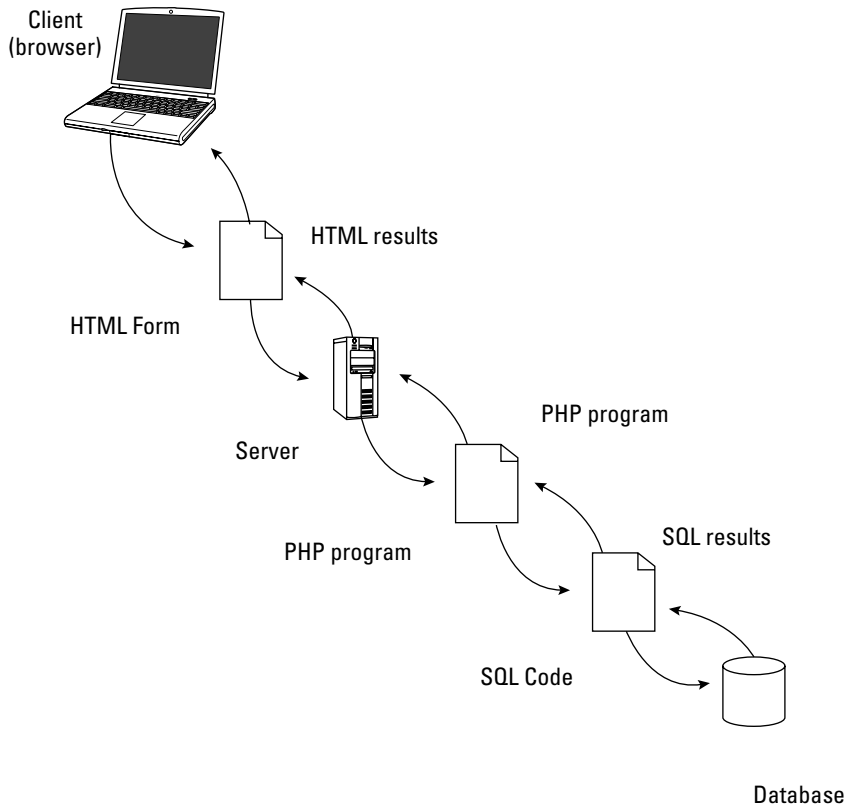 Client
(browser)
HTML results
HTML Form
PHP program
Server
SQL results
PHP program
SQL Code
Database